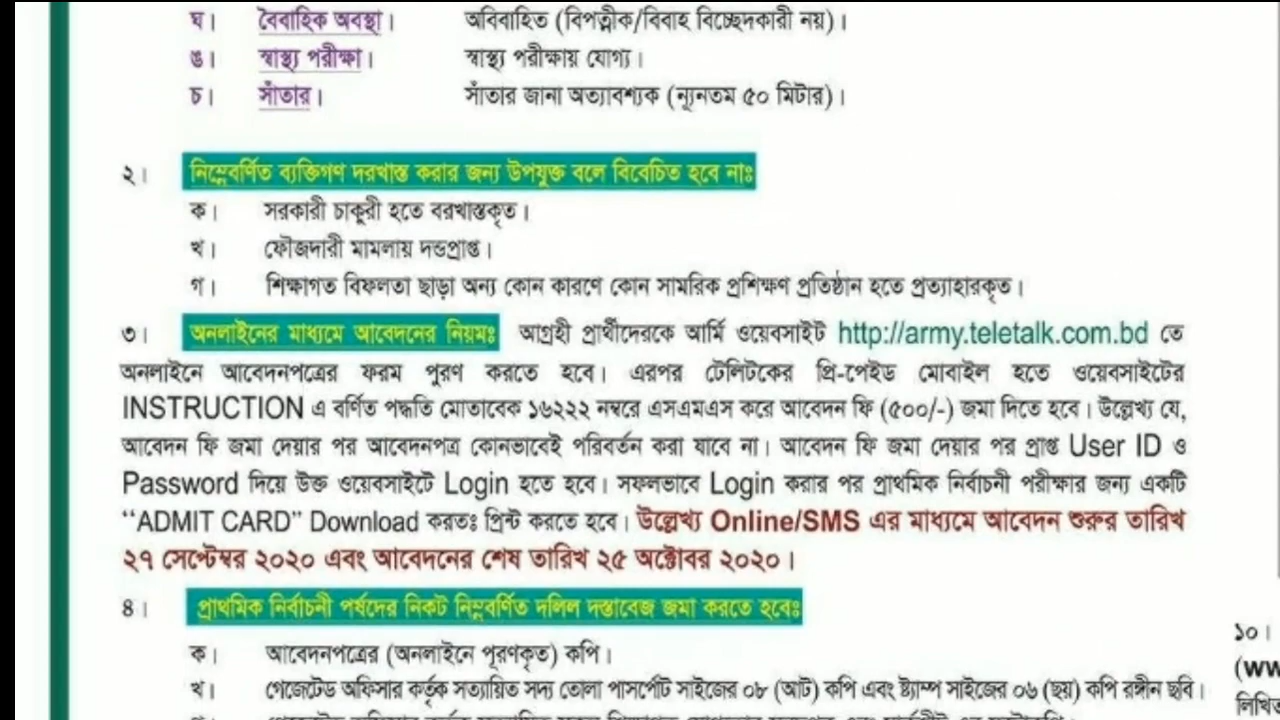 ঘ। বৈবাহিক অবস্থা। অবিবাহিত (বিপত্নীক/বিবাহ বিচ্ছেদকারী নয়)।
ঙ। স্বাস্থ্য পরীক্ষা। স্বাস্থ্য পরীক্ষায় যোগ্য।
চ। সাঁতার। সাঁতার জানা অত্যাবশ্যক (ন্যূনতম ৫০ মিটার)।
২। নিম্নেবর্ণিত ব্যক্তিগণ দরখাস্ত করার জন্য উপযুক্ত বলে বিবেচিত হবে নাঃ
ক। সরকারী চাকুরী হতে বরখাস্তকৃত।
খ। ফৌজদারী মামলায় দন্ডপ্রাপ্ত।
গ। শিক্ষাগত বিফলতা ছাড়া অন্য কোন কারণে কোন সামরিক প্রশিক্ষণ প্রতিষ্ঠান হতে প্রত্যাহারকৃত।
৩। অনলাইনের মাধ্যমে আবেদনের নিয়মঃ আগ্রহী প্রার্থীদেরকে আর্মি ওয়েবসাইট http://army.teletalk.com.bd তে
অনলাইনে আবেদনপত্রের ফরম পুরণ করতে হবে। এরপর টেলিটকের প্রি-পেইড মোবাইল হতে ওয়েবসাইটের
INSTRUCTION এ বর্ণিত পদ্ধতি মোতাবেক ১৬২২২ নম্বরে এসএমএস করে আবেদন ফি (৫০০/-) জমা দিতে হবে। উল্লেখ্য যে,
আবেদন ফি জমা দেয়ার পর আবেদনপত্র কোনভাবেই পরিবর্তন করা যাবে না। আবেদন ফি জমা দেয়ার পর প্রাপ্ত User ID ও
Password দিয়ে উক্ত ওয়েবসাইটে Login হতে হবে। সফলভাবে Login করার পর প্রাথমিক নির্বাচনী পরীক্ষার জন্য একটি
‘‘ADMIT CARD” Download করতঃ প্রিন্ট করতে হবে। উল্লেখ্য Online/SMS এর মাধ্যমে আবেদন শুরুর তারিখ
২৭ সেপ্টেম্বর ২০২০ এবং আবেদনের শেষ তারিখ ২৫ অক্টোবর ২০২০।
৪। প্রাথমিক নির্বাচনী পর্ষদের নিকট নিম্নবর্ণিত দলিল দস্তাবেজ জমা করতে হবেঃ
ক। আবেদনপত্রের (অনলাইনে পূরণকৃত) কপি।
খ। গেজেটেড অফিসার কর্তৃক সত্যায়িত সদ্য তোলা পাসপোর্ট সাইজের ০৮ (আট) কপি এবং ষ্ট্যাম্প সাইজের ০৬ (ছয়) কপি রঙ্গীন ছবি।
১০।
(ww
লিখিত